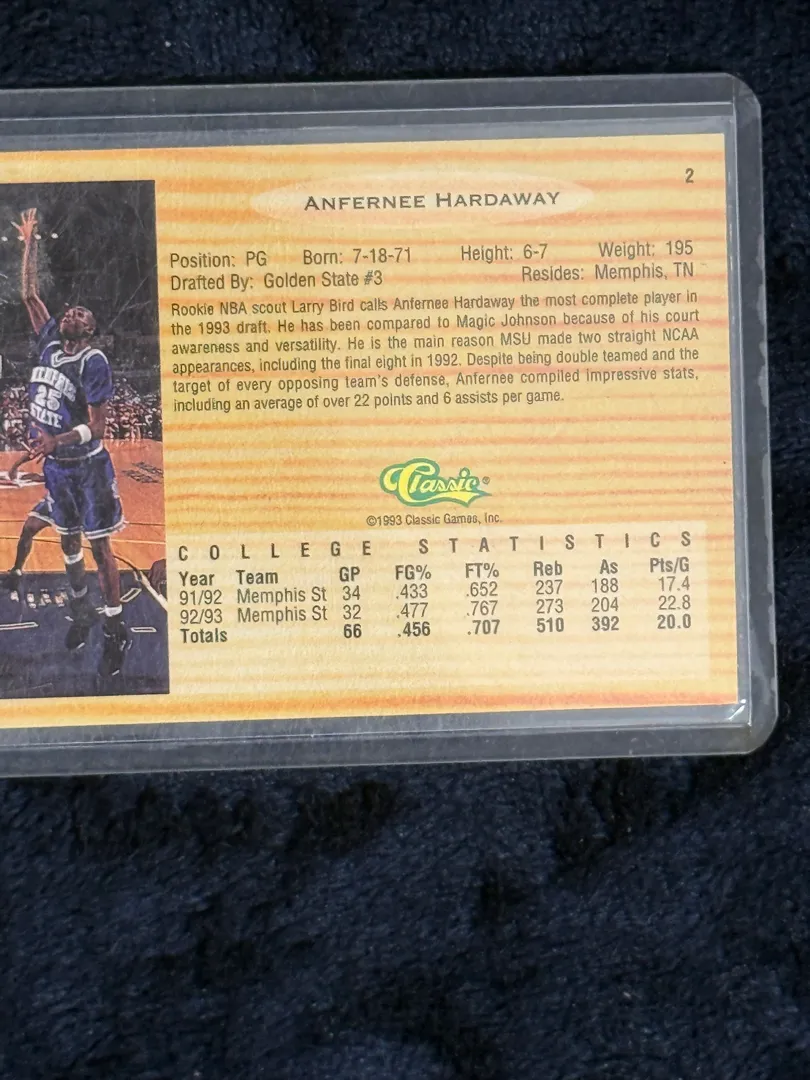 2
ANFERNEE HARDAWAY
Position: PG Born: 7-18-71 Height: 6-7 Weight: 195
Drafted By: Golden State #3 Resides: Memphis, TN
Rookie NBA scout Larry Bird calls Anfernee Hardaway the most complete player in
the 1993 draft. He has been compared to Magic Johnson because of his court
awareness and versatility. He is the main reason MSU made two straight NCAA
appearances, including the final eight in 1992. Despite being double teamed and the
target of every opposing team's defense, Anfernee compiled impressive stats,
including an average of over 22 points and 6 assists per game.
MEMPHIS
25
STATE
Classic®
©1993 Classic Games, Inc.
COLLEGE STATISTICS
Year Team GP FG% FT% Reb As Pts/G
91/92 Memphis St 34 .433 .652 237 188 17.4
92/93 Memphis St 32 .477 .767 273 204 22.8
Totals 66 .456 .707 510 392 20.0